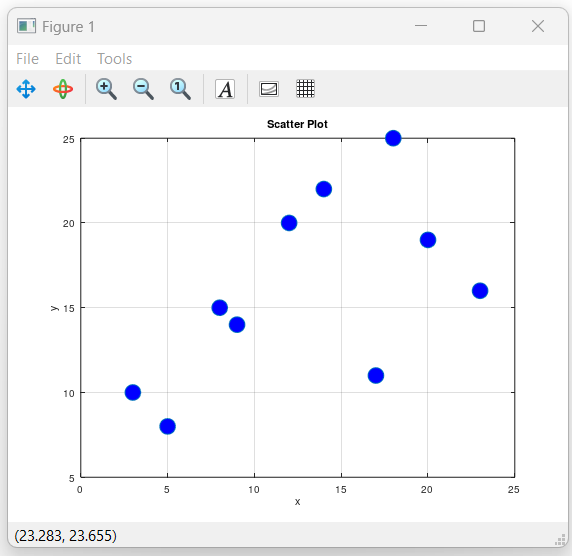 Figure 1
File Edit Tools
A
Scatter Plot
25
20
15
10
5
y
0 5 10 15 20 25
x
(23.283, 23.655)